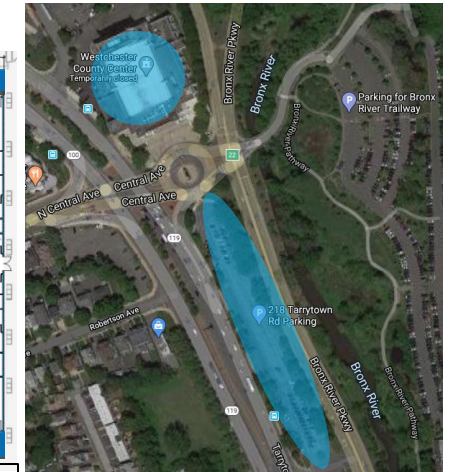 Westchester
County Center
Temporarily closed
Bronx River Pkwy
Bronx River
Parking for Bronx
River Trailway
Bronx River Pathway
22
100
N Central Ave
Central Ave
Central Ave
119
218 Tarrytown
Rd Parking
Robertson Ave
Bronx River Pkwy
Bronx River
Bronx River Pathway
119